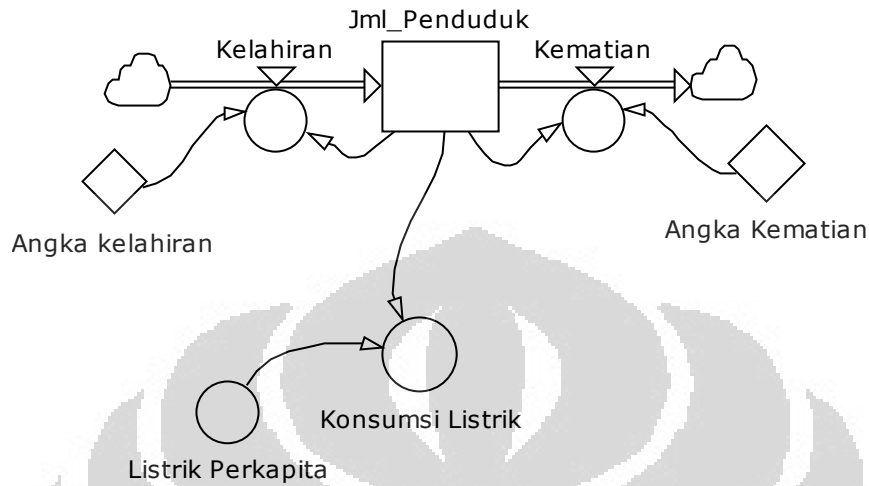 Jml_Penduduk
Kelahiran
Kematian
Angka kelahiran
Angka Kematian
Konsumsi Listrik
Listrik Perkapita